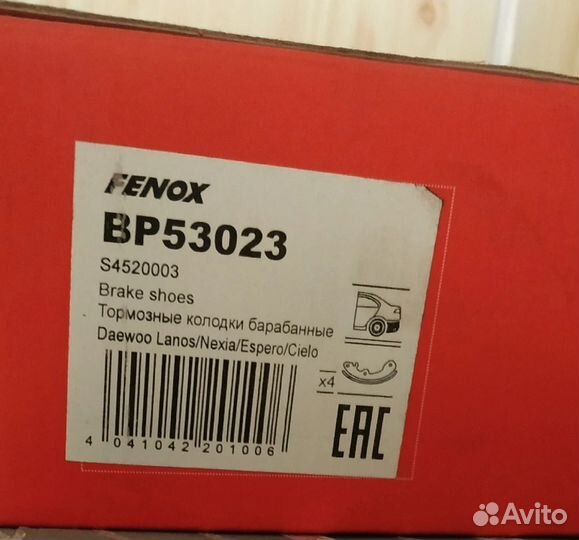 FENOX
BP53023
S4520003
Brake shoes
Тормозные колодки барабанные
Daewoo Lanos/Nexia/Espero/Cielo
x4
4 041042 201006
EAC
Avito